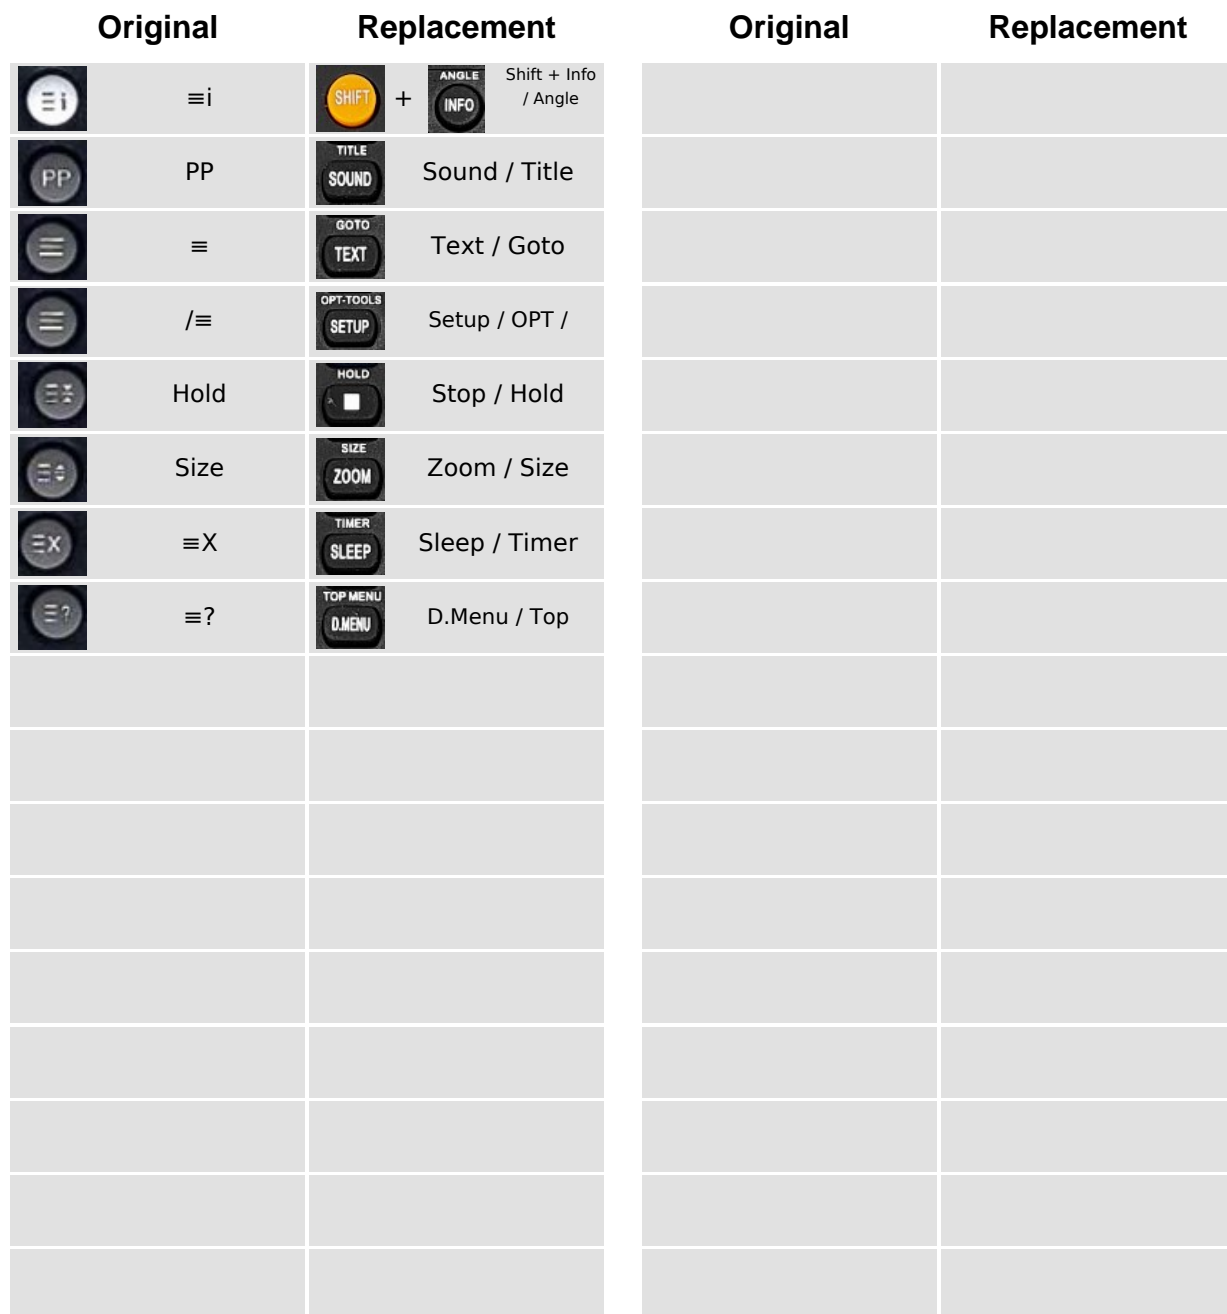 Original Replacement Original Replacement
≡i ≡i SHIFT + ANGLE INFO Shift + Info / Angle
PP PP TITLE SOUND Sound / Title
≡ ≡ GOTO TEXT Text / Goto
≡ /≡ OPT-TOOLS SETUP Setup / OPT /
Hold HOLD Stop / Hold
Size SIZE ZOOM Zoom / Size
≡X ≡X TIMER SLEEP Sleep / Timer
≡? ≡? TOP MENU D.MENU D.Menu / Top